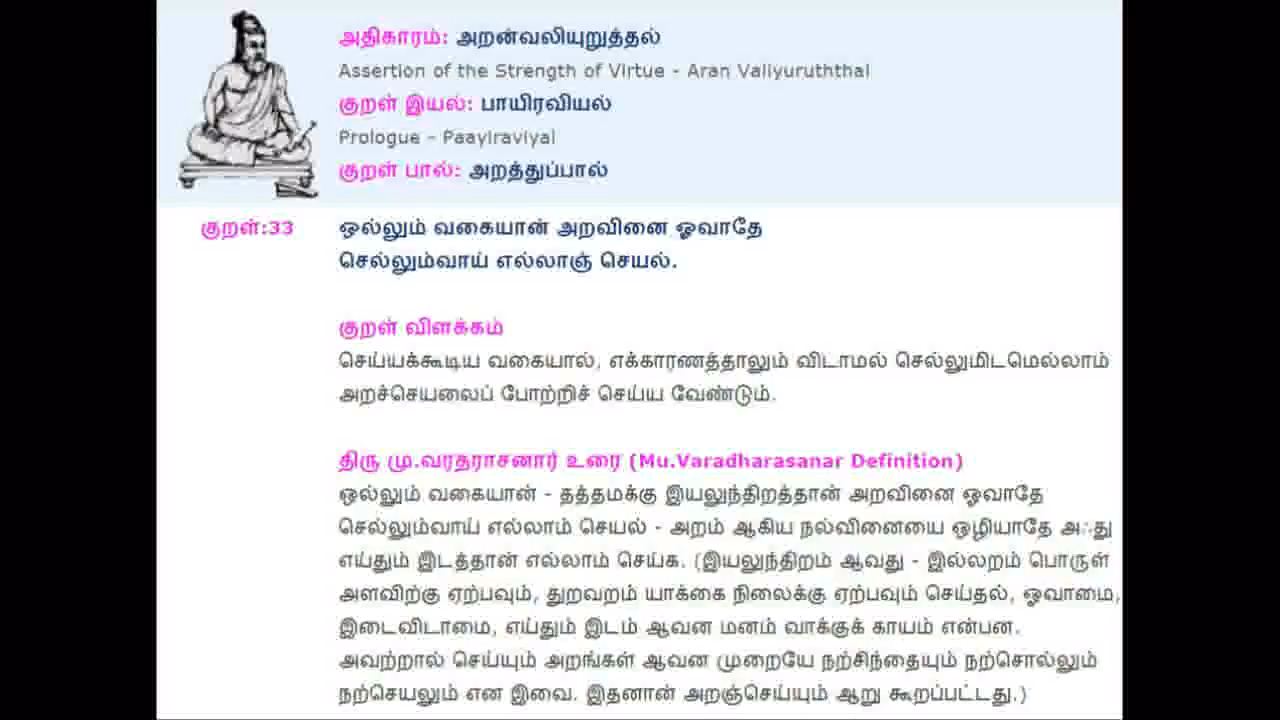 அதிகாரம்: அறன்வலியுறுத்தல்
Assertion of the Strength of Virtue - Aran Valiyuruththal
குறள் இயல்: பாயிரவியல்
Prologue - Paayiraviyal
குறள் பால்: அறத்துப்பால்
குறள்:33 ஒல்லும் வகையான் அறவினை ஓவாதே
செல்லும்வாய் எல்லாஞ் செயல்.
குறள் விளக்கம்
செய்யக்கூடிய வகையால், எக்காரணத்தாலும் விடாமல் செல்லுமிடமெல்லாம்
அறச்செயலைப் போற்றிச் செய்ய வேண்டும்.
திரு மு.வரதராசனார் உரை (Mu.Varadharasanar Definition)
ஒல்லும் வகையான் - தத்தமக்கு இயலுந்திறத்தான் அறவினை ஓவாதே
செல்லும்வாய் எல்லாம் செயல் - அறம் ஆகிய நல்வினையை ஒழியாதே அஃது
எய்தும் இடத்தான் எல்லாம் செய்க. (இயலுந்திறம் ஆவது - இல்லறம் பொருள்
அளவிற்கு ஏற்பவும், துறவறம் யாக்கை நிலைக்கு ஏற்பவும் செய்தல், ஓவாமை,
இடைவிடாமை, எய்தும் இடம் ஆவன மனம் வாக்குக் காயம் என்பன.
அவற்றால் செய்யும் அறங்கள் ஆவன முறையே நற்சிந்தையும் நற்சொல்லும்
நற்செயலும் என இவை. இதனான் அறஞ்செய்யும் ஆறு கூறப்பட்டது.)